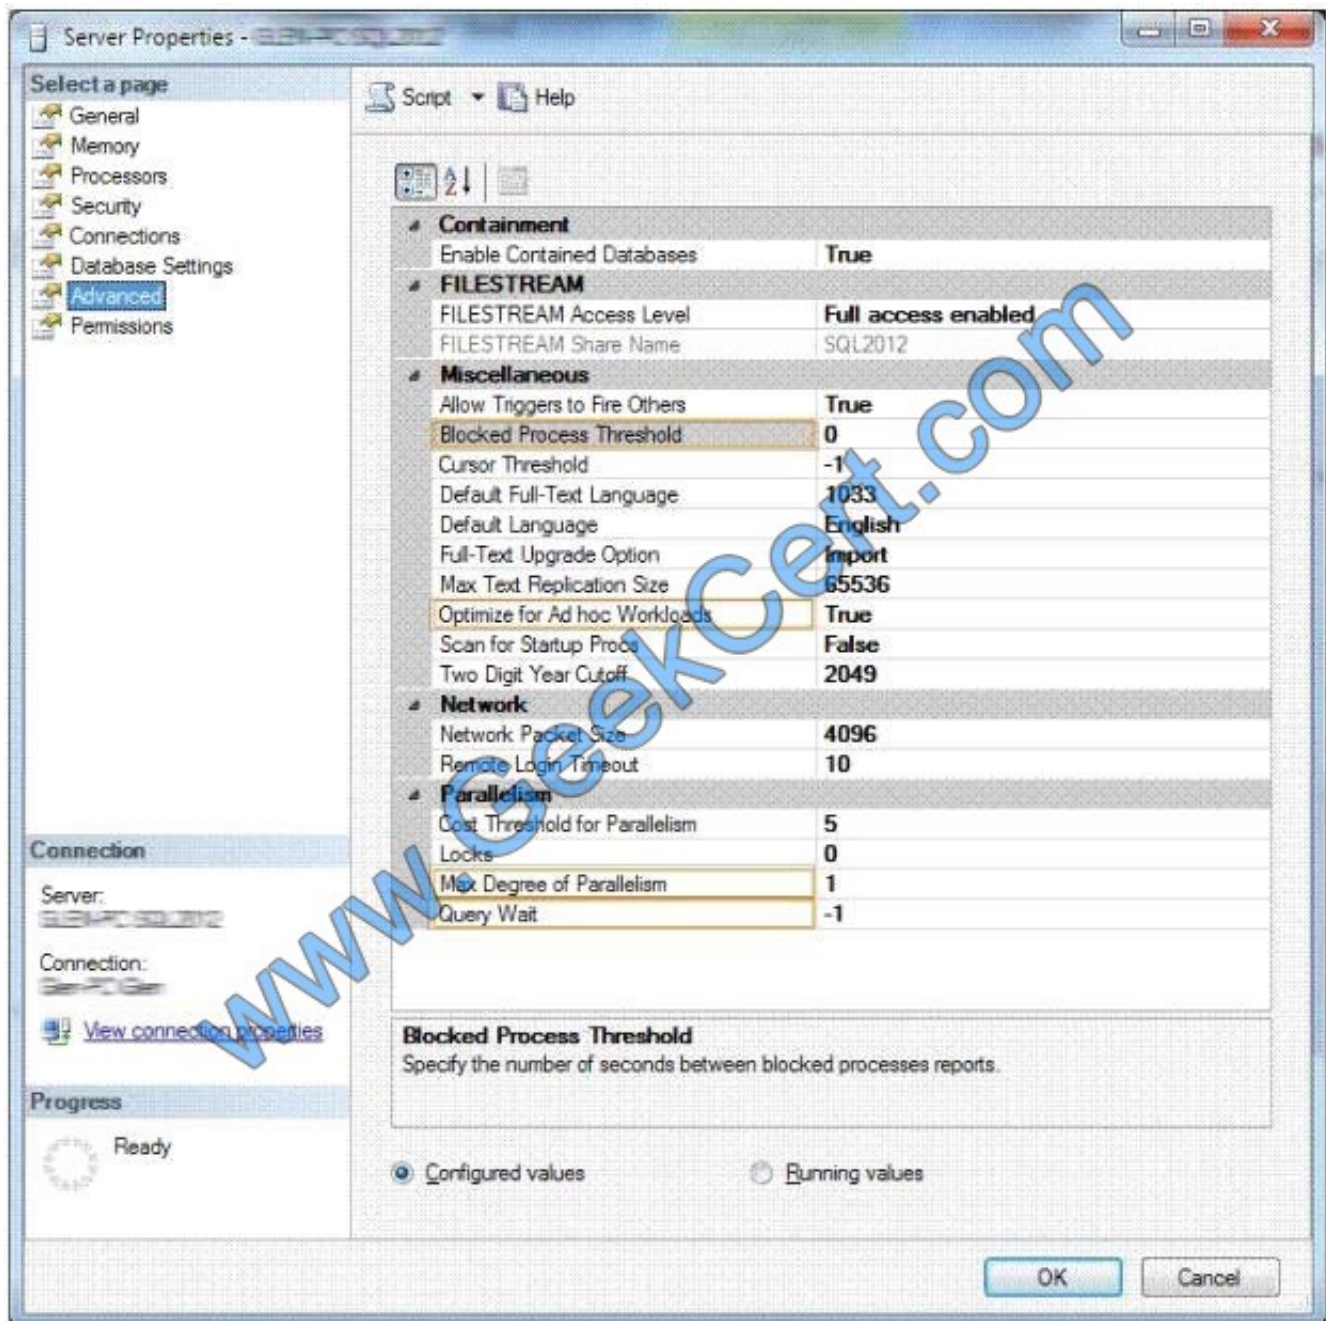 Server Properties -
Select a page
General
Memory
Processors
Security
Connections
Database Settings
Advanced
Permissions
Script Help
Containment
Enable Contained Databases True
FILESTREAM
FILESTREAM Access Level Full access enabled
FILESTREAM Share Name SQL2012
Miscellaneous
Allow Triggers to Fire Others True
Blocked Process Threshold 0
Cursor Threshold -1
Default Full-Text Language 1033
Default Language English
Full-Text Upgrade Option Import
Max Text Replication Size 65536
Optimize for Ad hoc Workloads True
Scan for Startup Procs False
Two Digit Year Cutoff 2049
Network
Network Packet Size 4096
Remote Login Timeout 10
Parallelism
Cost Threshold for Parallelism 5
Locks 0
Max Degree of Parallelism 1
Query Wait -1
Connection
Server:
Connection:
View connection properties
Progress
Ready
Blocked Process Threshold
Specify the number of seconds between blocked processes reports.
Configured values
Running values
OK
Cancel
www.GeekCert.com